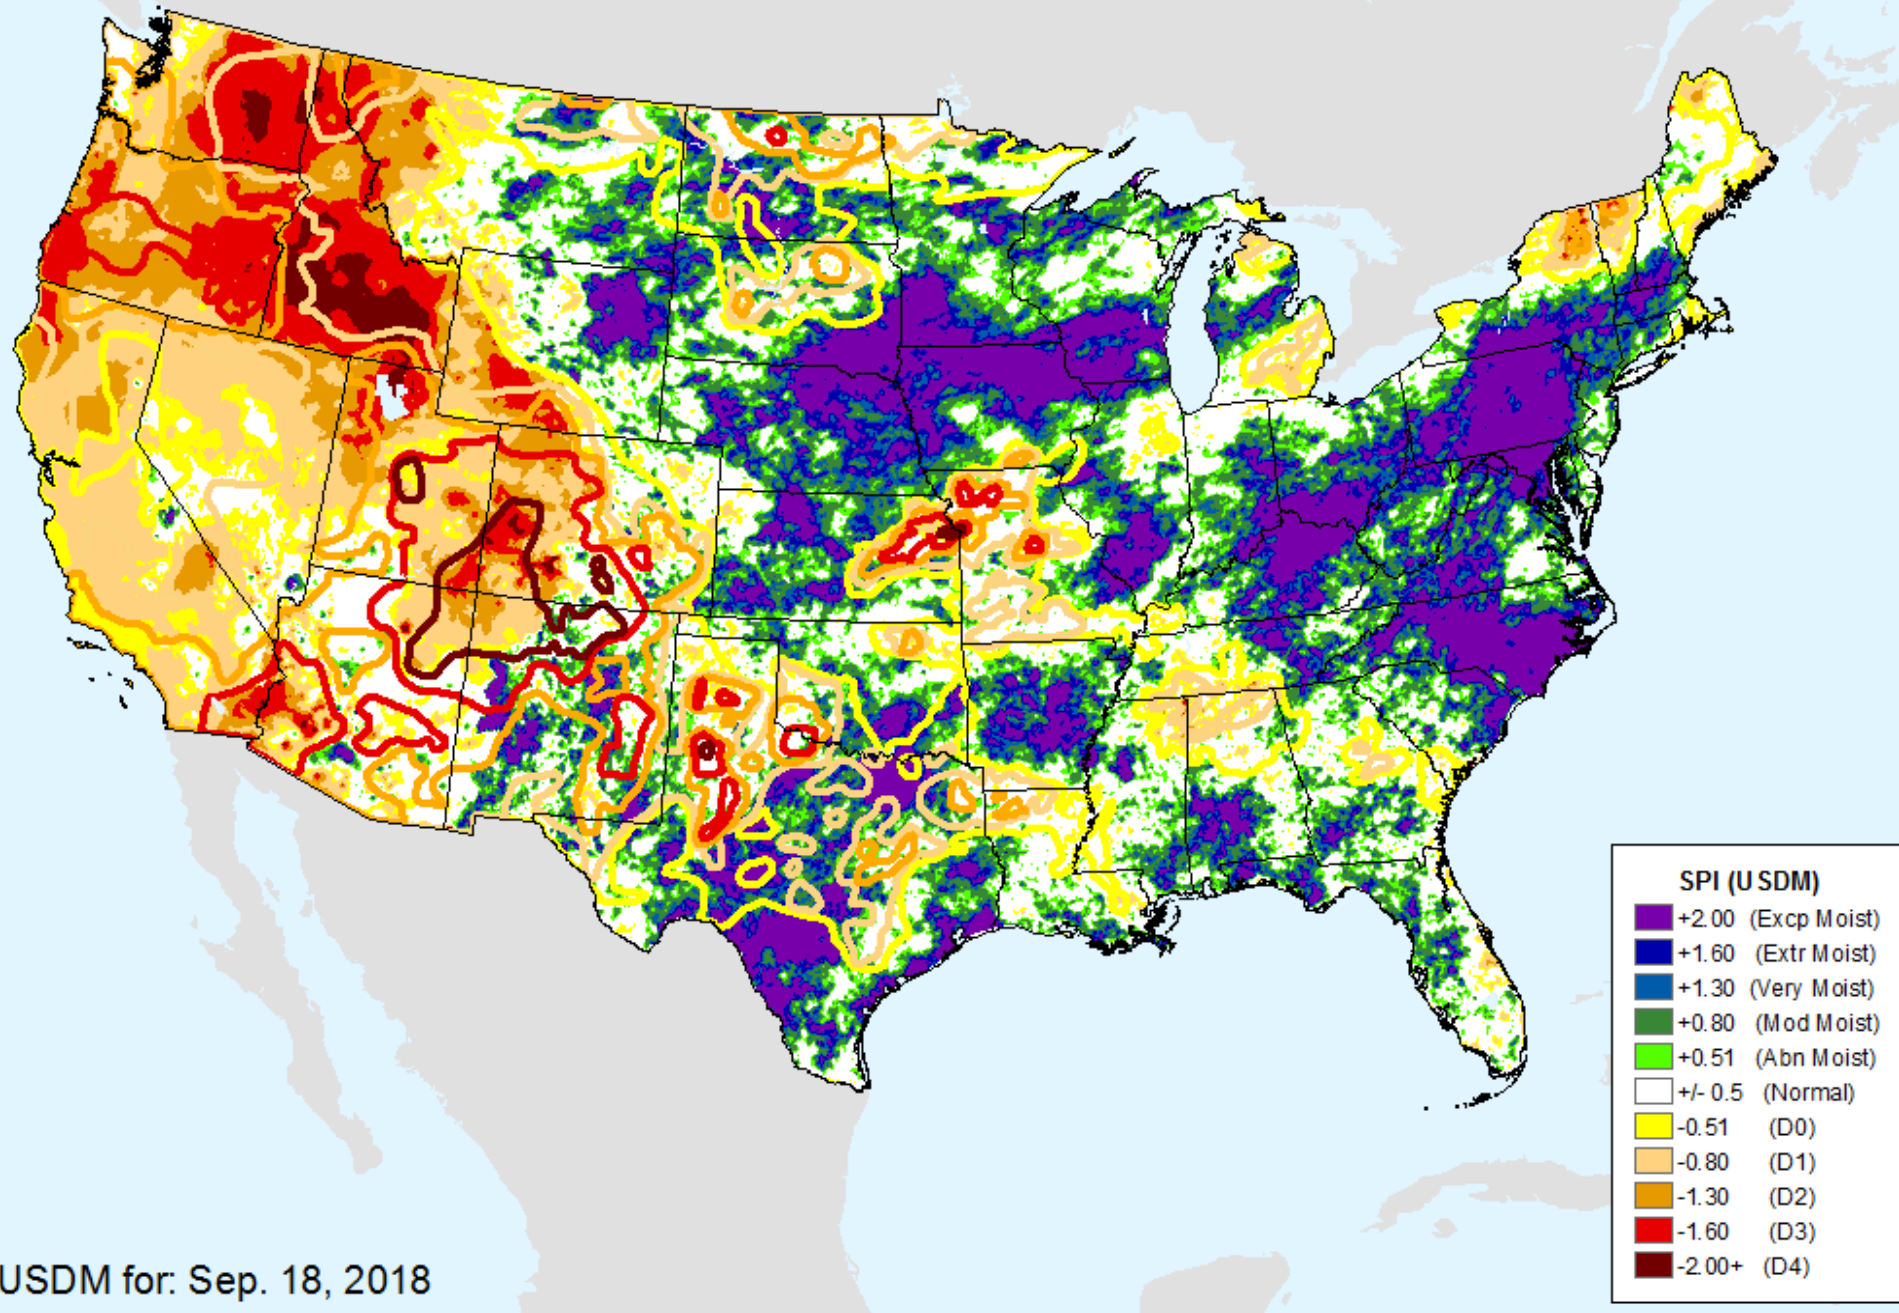 SPI (USDM)
+2.00 (Excp Moist)
+1.60 (Extr Moist)
+1.30 (Very Moist)
+0.80 (Mod Moist)
+0.51 (Abn Moist)
+/- 0.5 (Normal)
-0.51 (D0)
-0.80 (D1)
-1.30 (D2)
-1.60 (D3)
-2.00+ (D4)
USDM for: Sep. 18, 2018